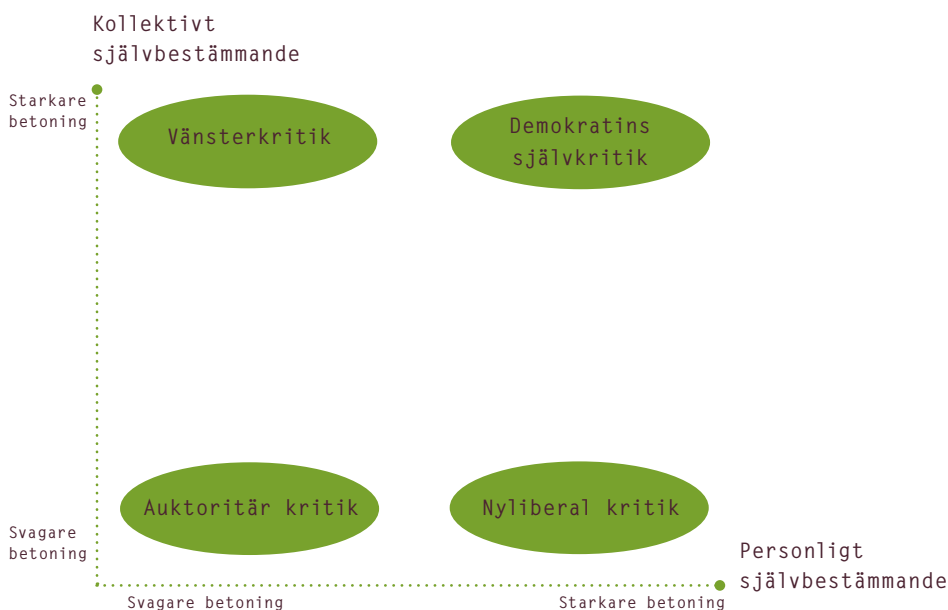 Kollektivt
självbestämmande
Starkare
betoning
Vänsterkritik
Demokratins
självkritik
Auktoritär kritik
Nyliberal kritik
Svagare
betoning
Personligt
självbestämmande
Svagare betoning
Starkare betoning